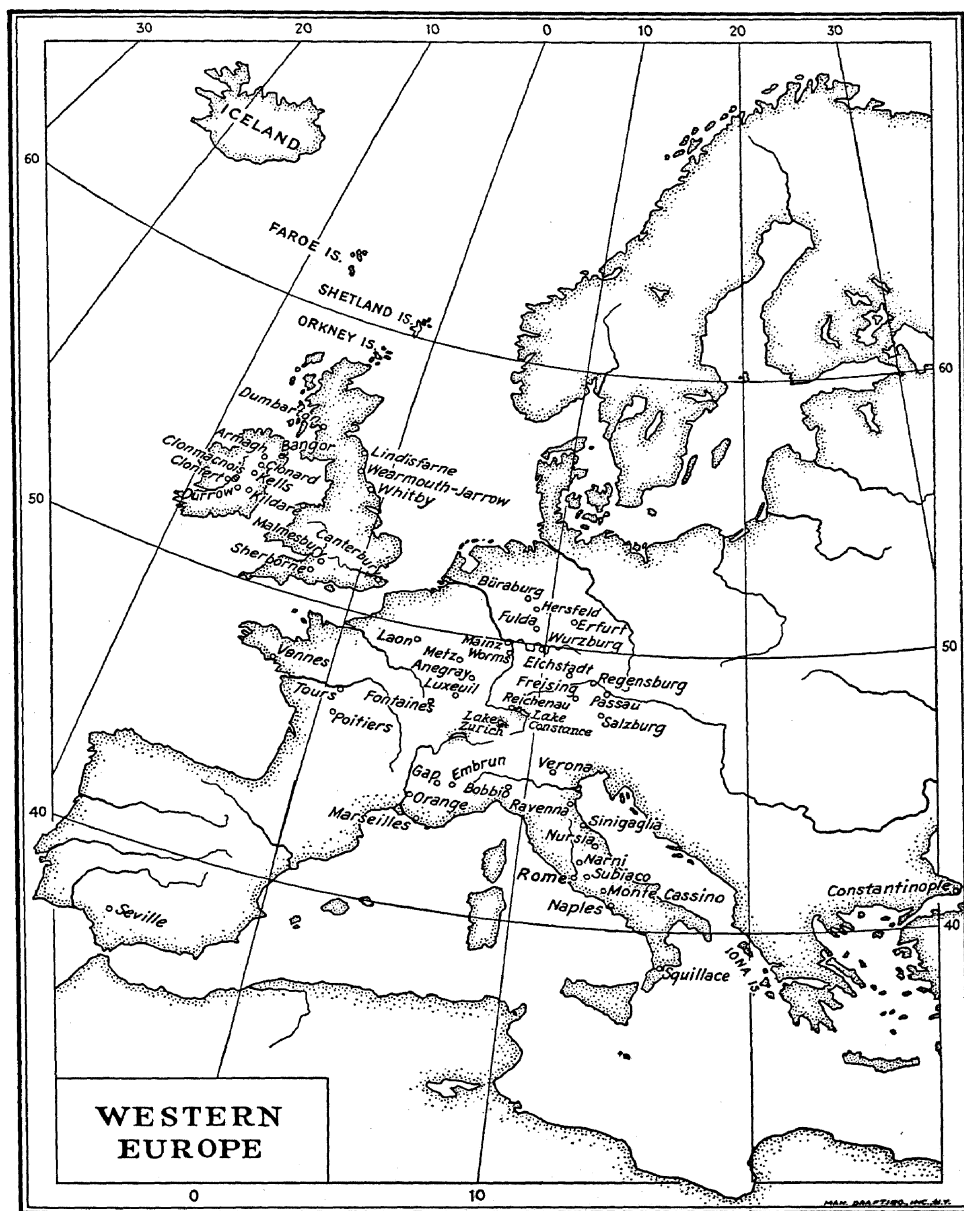 30 20 10 0 10 20 30
ICELAND
60
FAROE IS.
SHETLAND IS.
ORKNEY IS.
60
Dumbarton
Bangor
Armagh
Clonard
Clonmacnois
Kells
Clonfert
Durrow
Kildare
Lindisfarne
Wearmouth-Jarrow
Whitby
50
Malmesbury
Canterbury
Sherborne
Büraburg
Hersfeld
Fulda
Erfurt
Wurzburg
50
Laon
Mainz
Worms
Metz
Eichstadt
Vennes
Anegray
Freising
Regensburg
Luxeuil
Tours
Fontaines
Reichenau
Passau
Poitiers
Lake
Zurich
Lake
Constance
Salzburg
Gap
Embrun
Verona
Bobbio
Orange
Ravenna
40
Marseilles
Sinigaglia
Nursia
Narni
Rome
Subiaco
Monte Cassino
Naples
Constantinople
Seville
40
IONA IS
Squillace
WESTERN
EUROPE
0 10
MAN. DRAFTING, INC., N.Y.